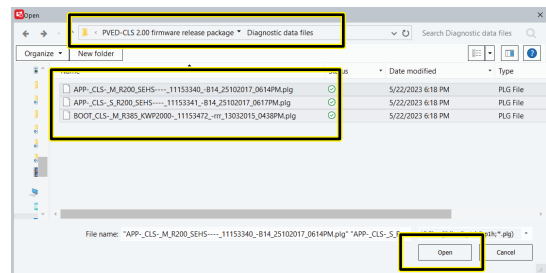 Open
PVED-CLS 2.00 firmware release package Diagnostic data files
Search Diagnostic data files
Organize New folder
Name Status Date modified Type
APP-_CLS-_M_R200_SEHS----_11153340_-B14_25102017_0614PM.plg 5/22/2023 6:18 PM PLG File
APP-_CLS-_S_R200_SEHS----_11153341_-B14_25102017_0617PM.plg 5/22/2023 6:18 PM PLG File
BOOT_CLS-_M_R385_KWP2000-_11153472_-rrr_13032015_0438PM.plg 5/22/2023 6:18 PM PLG File
File name: "APP-_CLS-_M_R200_SEHS----_11153340_-B14_25102017_0614PM.plg" "APP-_CLS-_S_R
Open Cancel